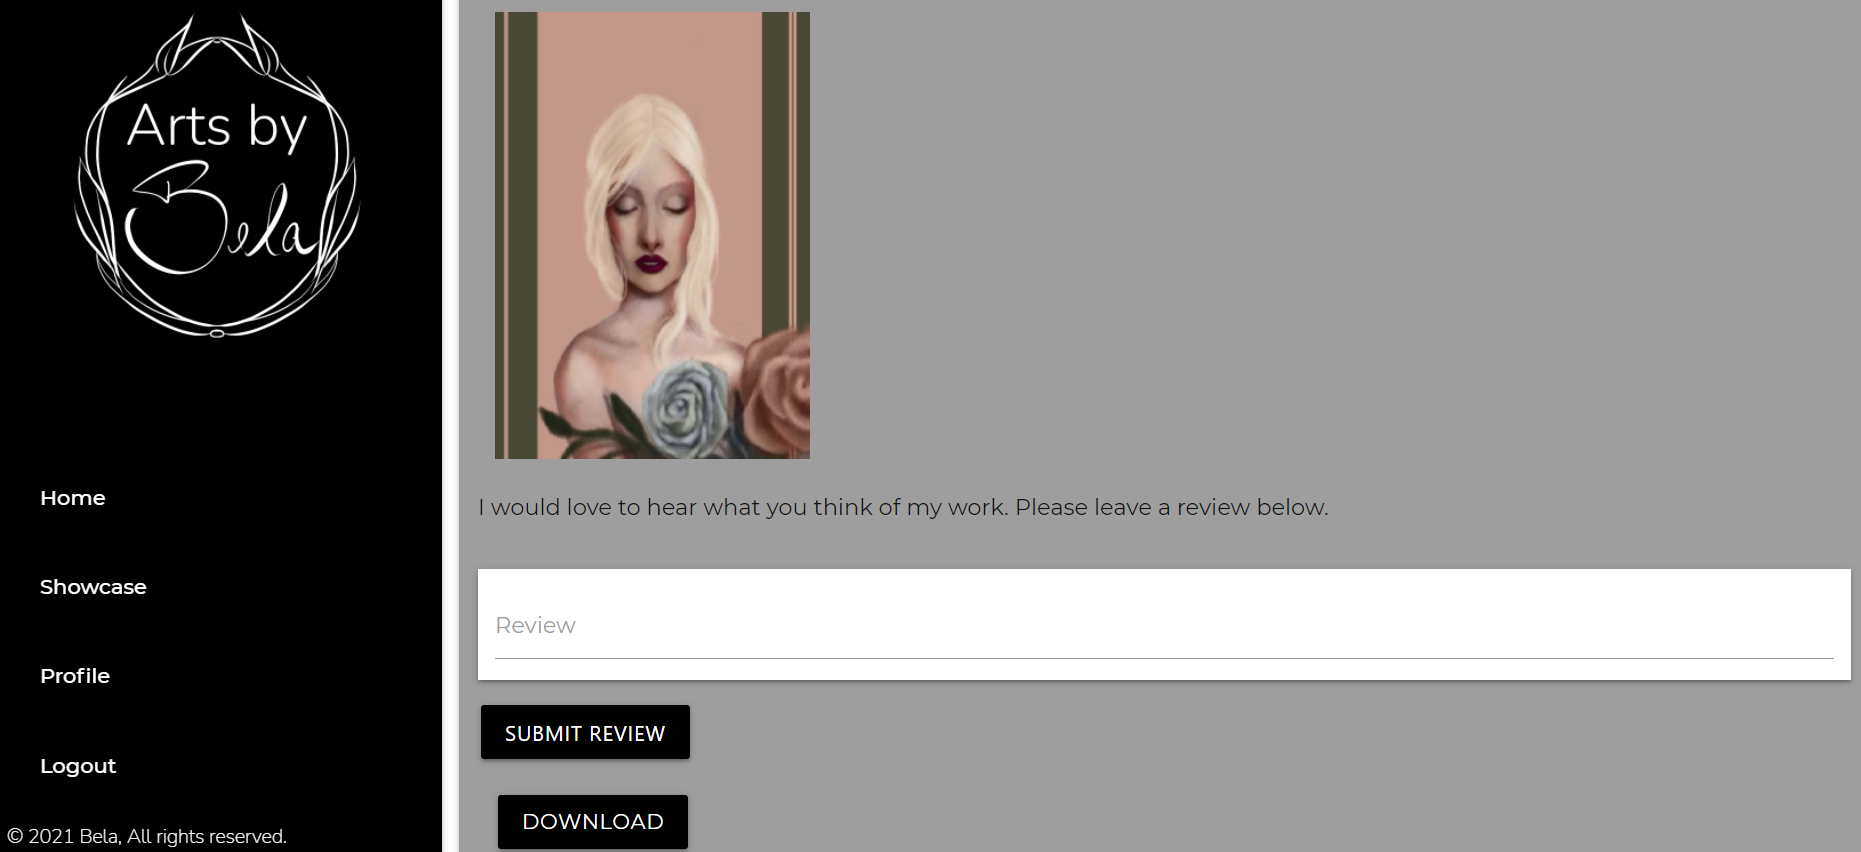 Arts by
Bela
Home
Showcase
Profile
Logout
© 2021 Bela, All rights reserved.
I would love to hear what you think of my work. Please leave a review below.
Review
SUBMIT REVIEW
DOWNLOAD